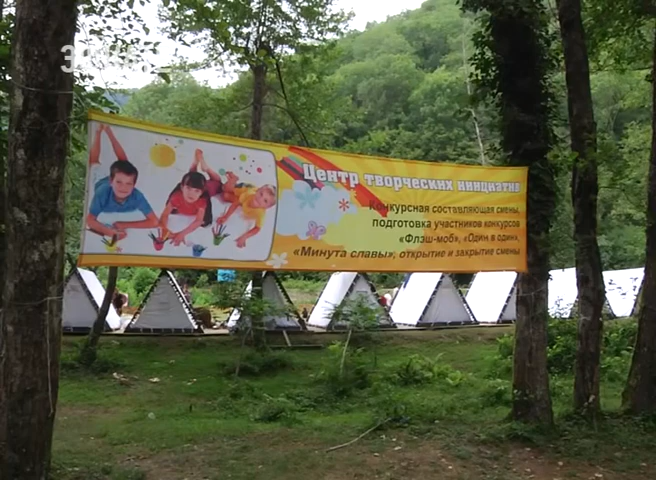 Центр творческих инициатив
Конкурсная составляющая смены,
подготовка участников конкурсов
«Флэш-моб», «Один в один»,
«Минута славы», открытие и закрытие смены